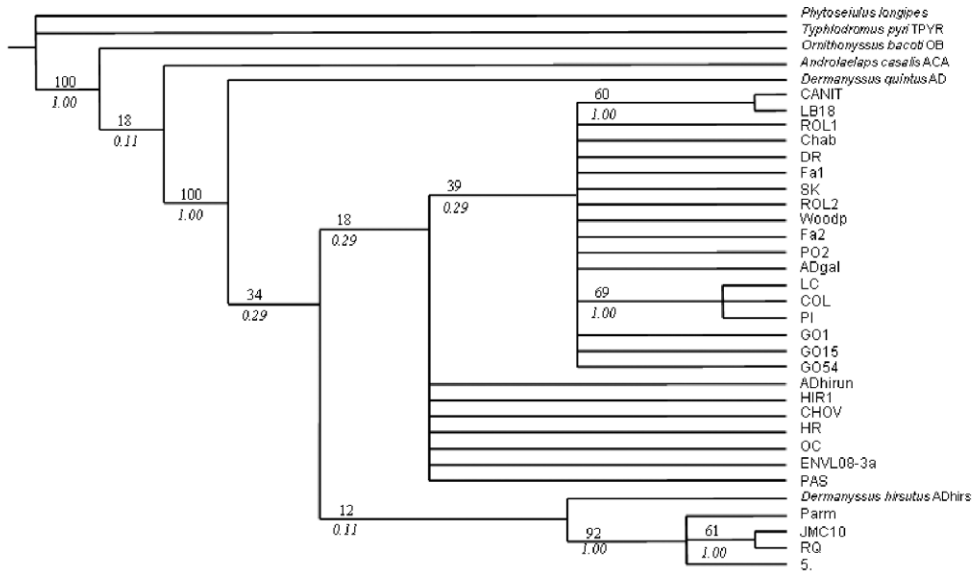 Phytoseiulus longipes
Typhlodromus pyri TPYR
Ornithonyssus bacoti OB
100
1.00
Androlaelaps casalis ACA
Dermanyssus quintus AD
60
CANIT
1.00
LB18
18
0.11
ROL1
Chab
DR
Fa1
39
SK
100
1.00
0.29
ROL2
18
Woodp
0.29
Fa2
PO2
ADgal
LC
34
69
COL
0.29
1.00
PI
GO1
GO15
GO54
ADhirun
HIR1
CHOV
HR
OC
ENVL08-3a
PAS
Dermanyssus hirsutus ADhirs
12
Parm
0.11
92
61
JMC10
1.00
1.00
RQ
5.